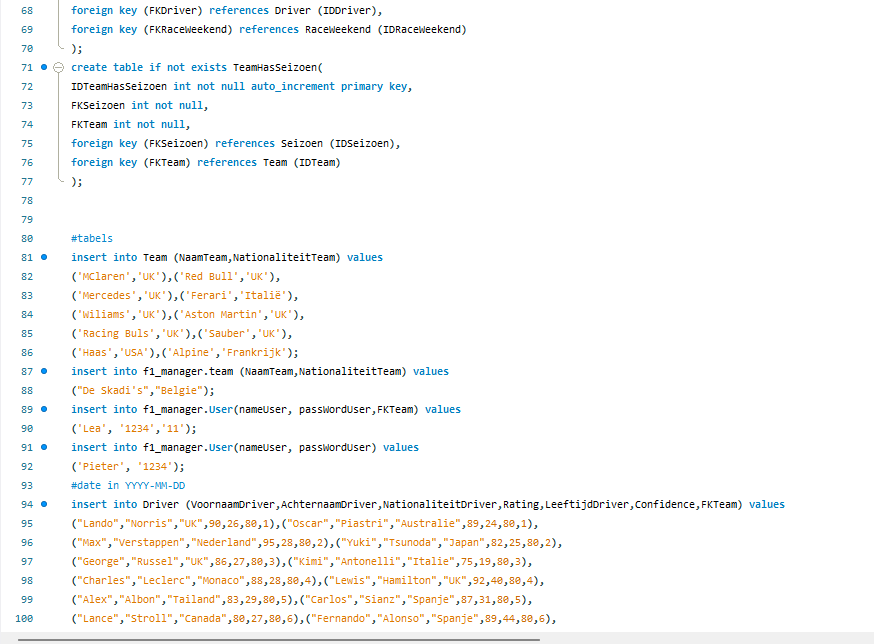 68 foreign key (FKDriver) references Driver (IDDriver),
69 foreign key (FKRaceWeekend) references RaceWeekend (IDRaceWeekend)
70 );
71 create table if not exists TeamHasSeizoen(
72 IDTeamHasSeizoen int not null auto_increment primary key,
73 FKSeizoen int not null,
74 FKTeam int not null,
75 foreign key (FKSeizoen) references Seizoen (IDSeizoen),
76 foreign key (FKTeam) references Team (IDTeam)
77 );
78
79
80 #tabels
81 insert into Team (NaamTeam,NationaliteitTeam) values
82 ('MClaren','UK'),('Red Bull','UK'),
83 ('Mercedes','UK'),('Ferari','Italië'),
84 ('Wiliams','UK'),('Aston Martin','UK'),
85 ('Racing Buls','UK'),('Sauber','UK'),
86 ('Haas','USA'),('Alpine','Frankrijk');
87 insert into f1_manager.team (NaamTeam,NationaliteitTeam) values
88 ("De Skadi's","Belgie");
89 insert into f1_manager.User(nameUser, passWordUser,FKTeam) values
90 ('Lea', '1234','11');
91 insert into f1_manager.User(nameUser, passWordUser) values
92 ('Pieter', '1234');
93 #date in YYYY-MM-DD
94 insert into Driver (VoornaamDriver,AchternaamDriver,NationaliteitDriver,Rating,LeeftijdDriver,Confidence,FKTeam) values
95 ("Lando","Norris","UK",90,26,80,1),("Oscar","Piastri","Australie",89,24,80,1),
96 ("Max","Verstappen","Nederland",95,28,80,2),("Yuki","Tsunoda","Japan",82,25,80,2),
97 ("George","Russel","UK",86,27,80,3),("Kimi","Antonelli","Italie",75,19,80,3),
98 ("Charles","Leclerc","Monaco",88,28,80,4),("Lewis","Hamilton","UK",92,40,80,4),
99 ("Alex","Albon","Tailand",83,29,80,5),("Carlos","Sianz","Spanje",87,31,80,5),
100 ("Lance","Stroll","Canada",80,27,80,6),("Fernando","Alonso","Spanje",89,44,80,6),